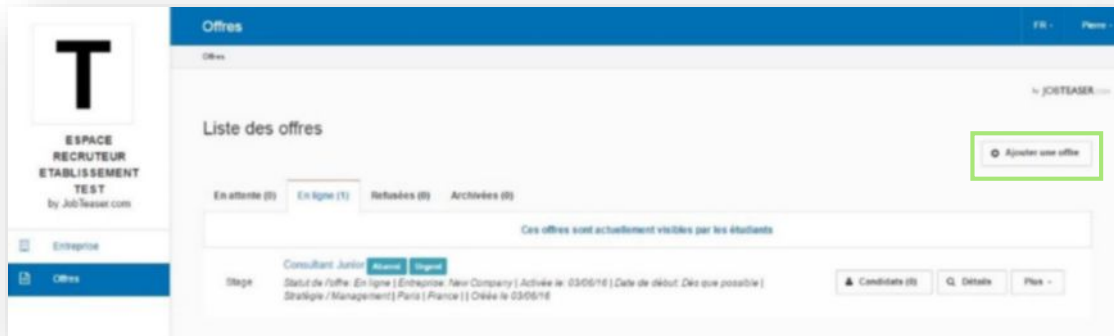 T
ESPACE
RECRUTEUR
ETABLISSEMENT
TEST
by JobTeaser.com
Entreprise
Offres
Offres
FR
Pierre
Offres
by JOBTEASER.com
Liste des offres
Ajouter une offre
En attente (0) En ligne (1) Refusées (0) Archivées (0)
Ces offres sont actuellement visibles par les étudiants
Stage
Consultant Junior Abroad Urgent
Statut de l'offre: En ligne | Entreprise: New Company | Activée le: 03/06/16 | Date de début: Dès que possible |
Stratégie / Management | Paris | France | | Créée le 03/06/16
Candidats (0) Détails Plus